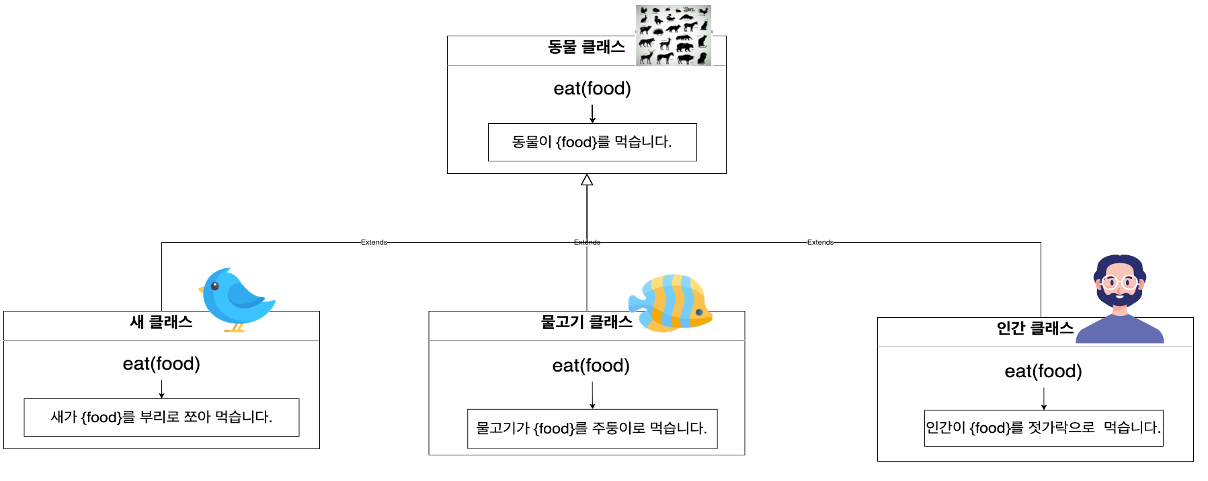 동물 클래스
eat(food)
동물이 {food}를 먹습니다.
Extends
Extends
Extends
새 클래스
eat(food)
새가 {food}를 부리로 쪼아 먹습니다.
물고기 클래스
eat(food)
물고기가 {food}를 주둥이로 먹습니다.
인간 클래스
eat(food)
인간이 {food}를 젓가락으로 먹습니다.